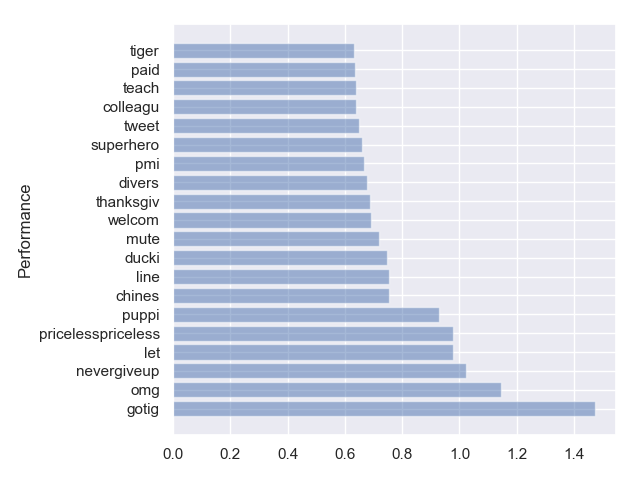 Performance
tiger
paid
teach
colleagu
tweet
superhero
pmi
divers
thanksgiv
welcom
mute
ducki
line
chines
puppi
pricelesspriceless
let
nevergiveup
omg
gotig
0.0 0.2 0.4 0.6 0.8 1.0 1.2 1.4